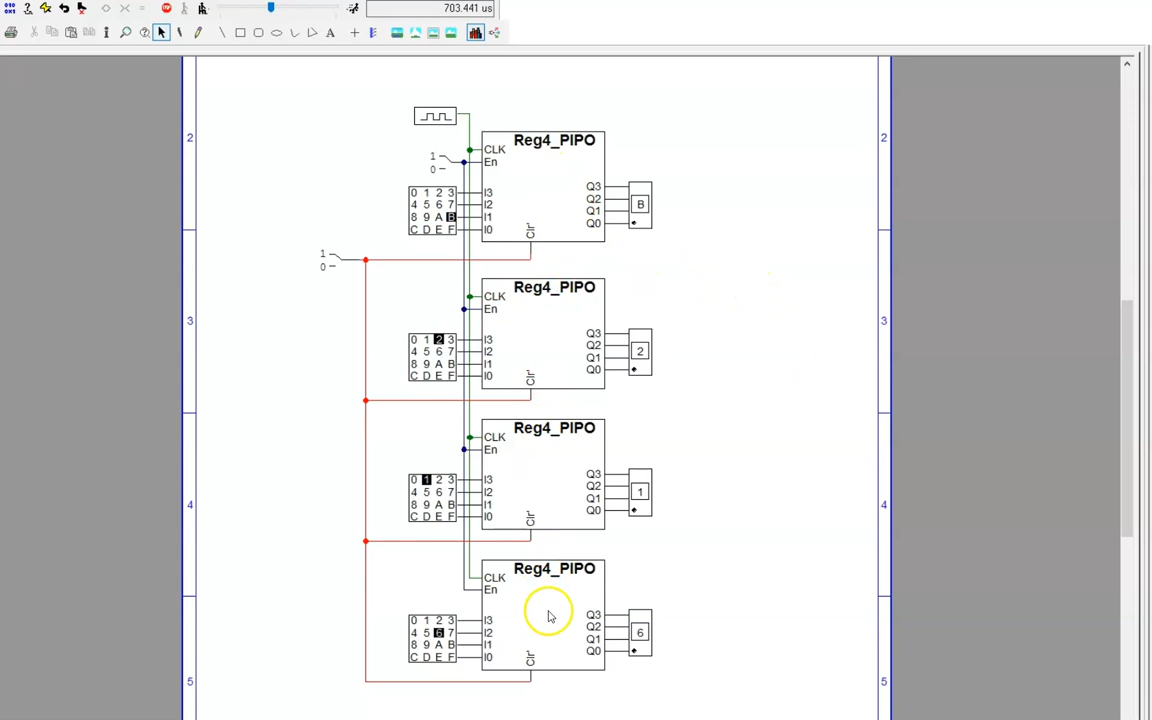 703.441 us
2
2
Reg4_PIPO
CLK
1
En
0
0 1 2 3 I3 Q3
4 5 6 7 I2 Q2 B
8 9 A B I1 Q1
C D E F I0 Clr' Q0
1
0
Reg4_PIPO
CLK
3 En 3
0 1 2 3 I3 Q3
4 5 6 7 I2 Q2 2
8 9 A B I1 Q1
C D E F I0 Clr' Q0
4 4
Reg4_PIPO
CLK
En
0 1 2 3 I3 Q3
4 5 6 7 I2 Q2 1
8 9 A B I1 Q1
C D E F I0 Clr' Q0
Reg4_PIPO
CLK
En
0 1 2 3 I3 Q3
4 5 6 7 I2 Q2 6
8 9 A B I1 Q1
C D E F I0 Clr' Q0
5 5